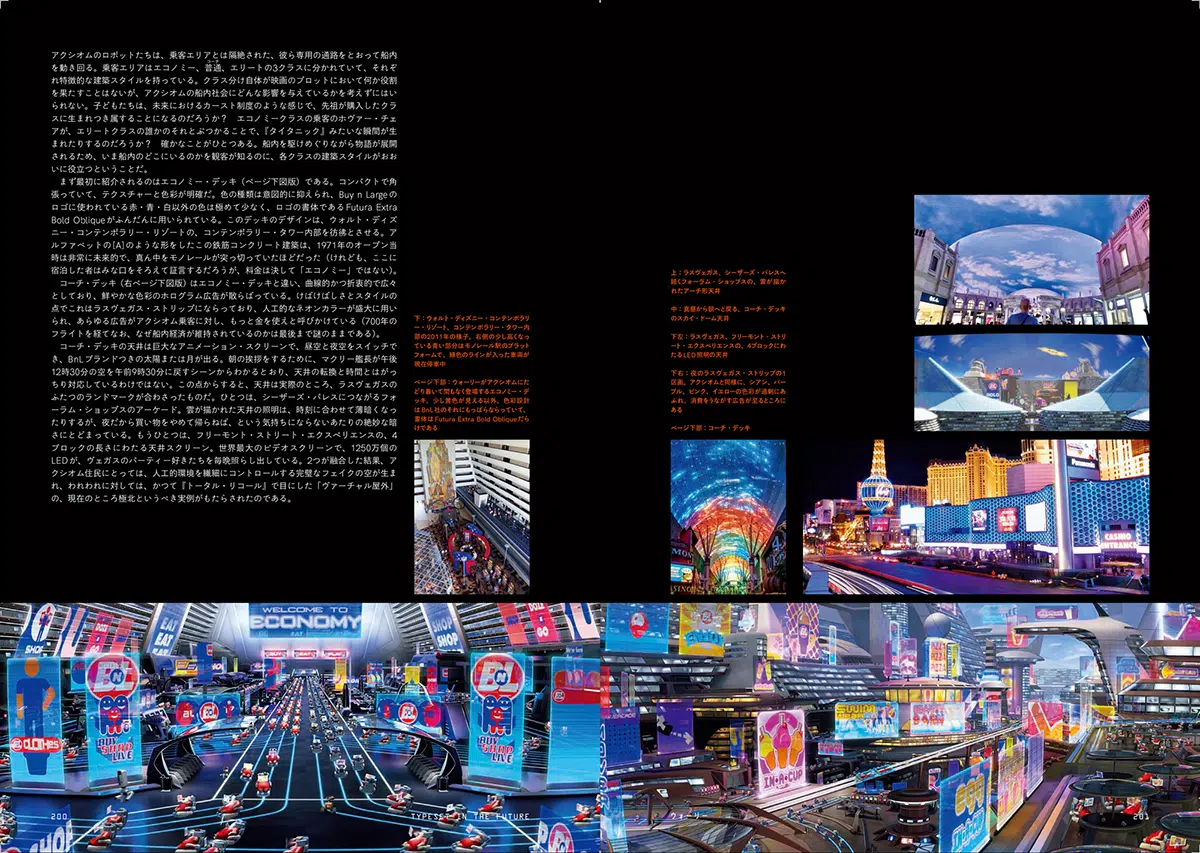 アクシオムのロボットたちは、乗客エリアとは隔絶された、彼ら専用の通路をとおって船内
を動き回る。乗客エリアはエコノミー、普通、エリートの3クラスに分かれていて、それぞ
れ特徴的な建築スタイルを持っている。クラス分け自体が映画のプロットにおいて何か役割
を果たすことはないが、アクシオムの船内社会にどんな影響を与えているかを考えずにはい
られない。子どもたちは、未来におけるカースト制度のような感じで、先祖が購入したクラ
スに生まれつき属することになるのだろうか？　エコノミークラスの乗客のホヴァー・チェ
アが、エリートクラスの誰かのそれとぶつかることで、『タイタニック』みたいな瞬間が生
まれたりするのだろうか？　確かなことがひとつある。船内を駆けめぐりながら物語が展開
されるため、いま船内のどこにいるのかを観客が知るのに、各クラスの建築スタイルがおお
いに役立つということだ。
　まず最初に紹介されるのはエコノミー・デッキ（ページ下図版）である。コンパクトで角
張っていて、テクスチャーと色彩が明確だ。色の種類は意図的に抑えられ、Buy n Largeの
ロゴに使われている赤・青・白以外の色は極めて少なく、ロゴの書体であるFutura Extra
Bold Obliqueがふんだんに用いられている。このデッキのデザインは、ウォルト・ディズ
ニー・コンテンポラリー・リゾートの、コンテンポラリー・タワー内部を彷彿とさせる。ア
ルファベットの[A]のような形をしたこの鉄筋コンクリート建築は、1971年のオープン当
時は非常に未来的で、真ん中をモノレールが突っ切っていたほどだった（けれども、ここに
宿泊した者はみな口をそろえて証言するだろうが、料金は決して「エコノミー」ではない）。
　コーチ・デッキ（右ページ下図版）はエコノミー・デッキと違い、曲線的かつ折衷的で広々
としており、鮮やかな色彩のホログラム広告が散らばっている。けばけばしさとスタイルの
点でこれはラスヴェガス・ストリップにならっており、人工的なネオンカラーが盛大に用い
られ、あらゆる広告がアクシオム乗客に対し、もっと金を使えと呼びかけている（700年の
フライトを経てなお、なぜ船内経済が維持されているのかは最後まで謎のままである）。
　コーチ・デッキの天井は巨大なアニメーション・スクリーンで、昼空と夜空をスイッチで
き、BnLブランドつきの太陽または月が出る。朝の挨拶をするために、マクリー艦長が午後
12時30分の空を午前9時30分に戻すシーンからわかるとおり、天井の転換と時間とはがっ
ちり対応しているわけではない。この点からすると、天井は実際のところ、ラスヴェガスの
ふたつのランドマークが合わさったものだ。ひとつは、シーザーズ・パレスにつながるフォ
ーラム・ショップスのアーケード。雲が描かれた天井の照明は、時刻に合わせて薄暗くなっ
たりするが、夜だから買い物をやめて帰らねば、という気持ちにならないあたりの絶妙な暗
さにとどまっている。もうひとつは、フリーモント・ストリート・エクスペリエンスの、4
ブロックの長さにわたる天井スクリーン。世界最大のビデオスクリーンで、1250万個の
LEDが、ヴェガスのパーティー好きたちを毎晩照らし出している。2つが融合した結果、ア
クシオム住民にとっては、人工的環境を繊細にコントロールする完璧なフェイクの空が生ま
れ、われわれに対しては、かつて『トータル・リコール』で目にした「ヴァーチャル屋外」
の、現在のところ極北というべき実例がもたらされたのである。
下：ウォルト・ディズニー・コンテンポラリ
ー・リゾート、コンテンポラリー・タワー内
部の2011年の様子。右側の少し高くなっ
ている青い部分はモノレール駅のプラット
フォームで、緑色のラインが入った車両が
現在停車中
ページ下部：ウォーリーがアクシオムにた
どり着いて間もなく登場するエコノミー・デ
ッキ。少し黄色が見える以外、色彩設計
はBnL社のそれにもっぱらならっていて、
書体はFutura Extra Bold Obliqueだら
けである
上：ラスヴェガス、シーザーズ・パレスへ
続くフォーラム・ショップスの、雲が描か
れたアーチ形天井
中：真昼から朝へと戻る、コーチ・デッキ
のスカイ・ドーム天井
下左：ラスヴェガス、フリーモント・ストリ
ート・エクスペリエンスの、4ブロックにわ
たるLED照明の天井
下右：夜のラスヴェガス・ストリップの1
区画。アクシオムと同様に、シアン、パー
プル、ピンク、イエローの色彩が過剰にあ
ふれ、消費をうながす広告が至るところに
ある
ページ下部：コーチ・デッキ
Panasonic
CASINO
ENTRANCE
WELCOME TO
ECONOMY
EAT
SHOP
EAT
EAT
SHOP
SHOP
BNL
BUY
SHOP
LIVE
CLOTHES
BNL
BUY
SHOP
LIVE
IN-A-CUP
200
TYPESET IN THE FUTURE
ウォーリー
201